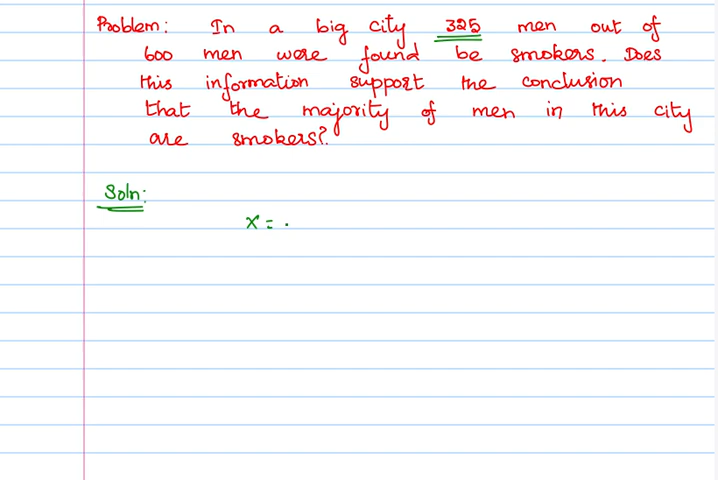 Problem: In a big city 325 men out of
600 men were found be smokers. Does
this information support the conclusion
that the majority of men in this city
are smokers?
Soln:
x = .